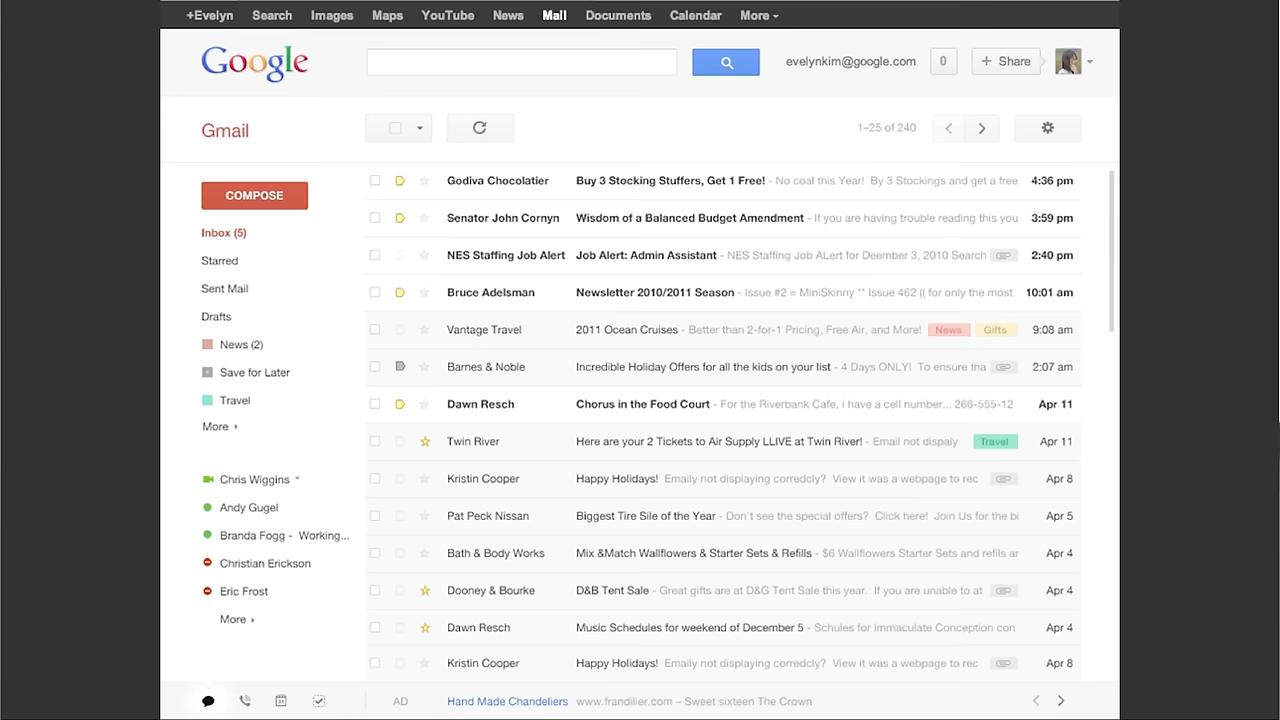 +Evelyn Search Images Maps YouTube News Mail Documents Calendar More
Google evelynkim@google.com 0 + Share
Gmail 1–25 of 240
COMPOSE
Inbox (5)
Starred
Sent Mail
Drafts
News (2)
Save for Later
Travel
More
Chris Wiggins
Andy Gugel
Branda Fogg - Working...
Christian Erickson
Eric Frost
More
Godiva Chocolatier Buy 3 Stocking Stuffers, Get 1 Free! - No coal this Year! By 3 Stockings and get a free 4:36 pm
Senator John Cornyn Wisdom of a Balanced Budget Amendment - If you are having trouble reading this you 3:59 pm
NES Staffing Job Alert Job Alert: Admin Assistant - NES Staffing Job ALert for Deember 3, 2010 Search 2:40 pm
Bruce Adelsman Newsletter 2010/2011 Season - Issue #2 = MiniSkinny ** Issue 462 (( for only the most 10:01 am
Vantage Travel 2011 Ocean Cruises - Better than 2-for-1 Pricing, Free Air, and More! News Gifts 9:08 am
Barnes & Noble Incredible Holiday Offers for all the kids on your list - 4 Days ONLY! To ensure tha 2:07 am
Dawn Resch Chorus in the Food Court - For the Riverbank Cafe, i have a cell number... 266-555-12 Apr 11
Twin River Here are your 2 Tickets to Air Supply LLIVE at Twin River! - Email not dispaly Travel Apr 11
Kristin Cooper Happy Holidays! Emaily not displaying corredcly? View it was a webpage to rec Apr 8
Pat Peck Nissan Biggest Tire Sile of the Year - Don't see the special offers? Click here! Join Us for the bi Apr 5
Bath & Body Works Mix &Match Wallflowers & Starter Sets & Refills - $6 Wallflowers Starter Sets and refills ar Apr 4
Dooney & Bourke D&B Tent Sale - Great gifts are at D&G Tent Sale this year. If you are unable to at Apr 4
Dawn Resch Music Schedules for weekend of December 5 - Schules for Immaculate Conception con Apr 4
Kristin Cooper Happy Holidays! Emaily not displaying corredcly? View it was a webpage to rec Apr 8
AD Hand Made Chandeliers www.frandilier.com – Sweet sixteen The Crown